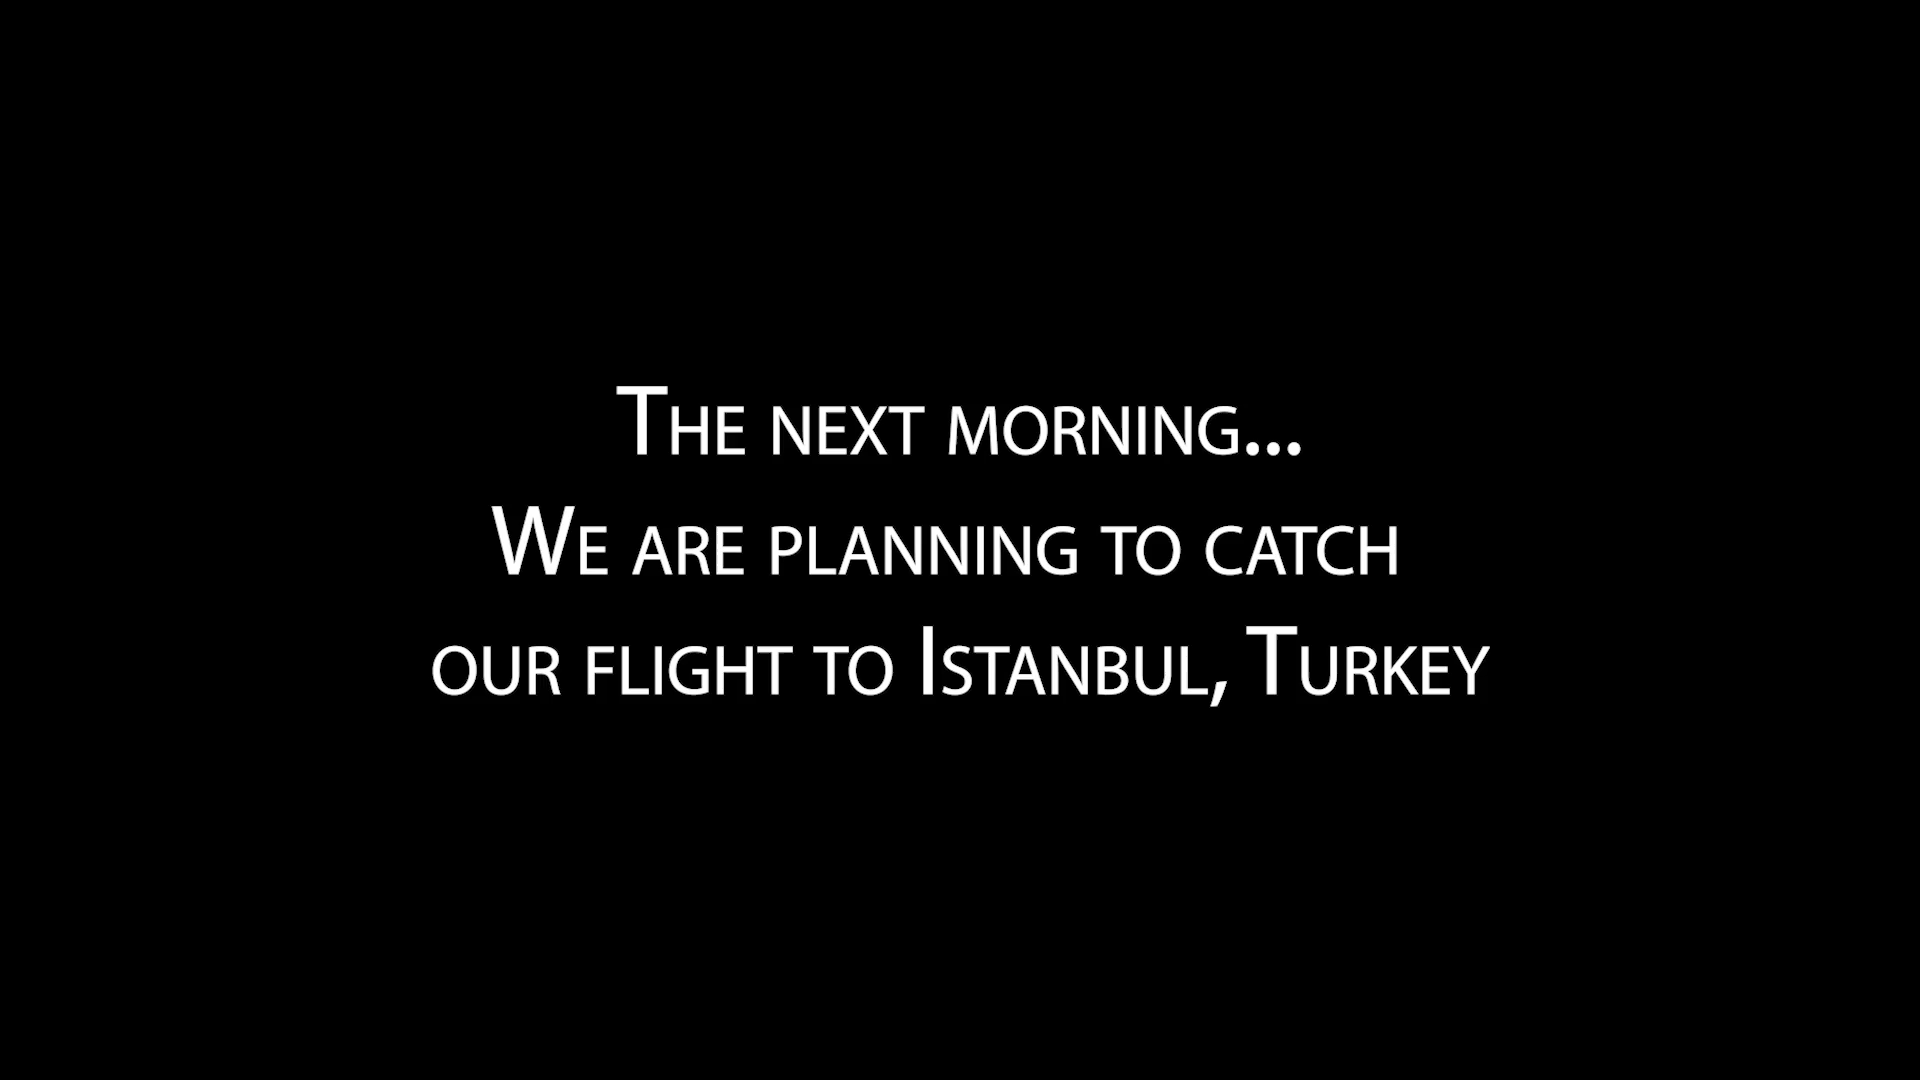 The next morning...
We are planning to catch
our flight to Istanbul, Turkey